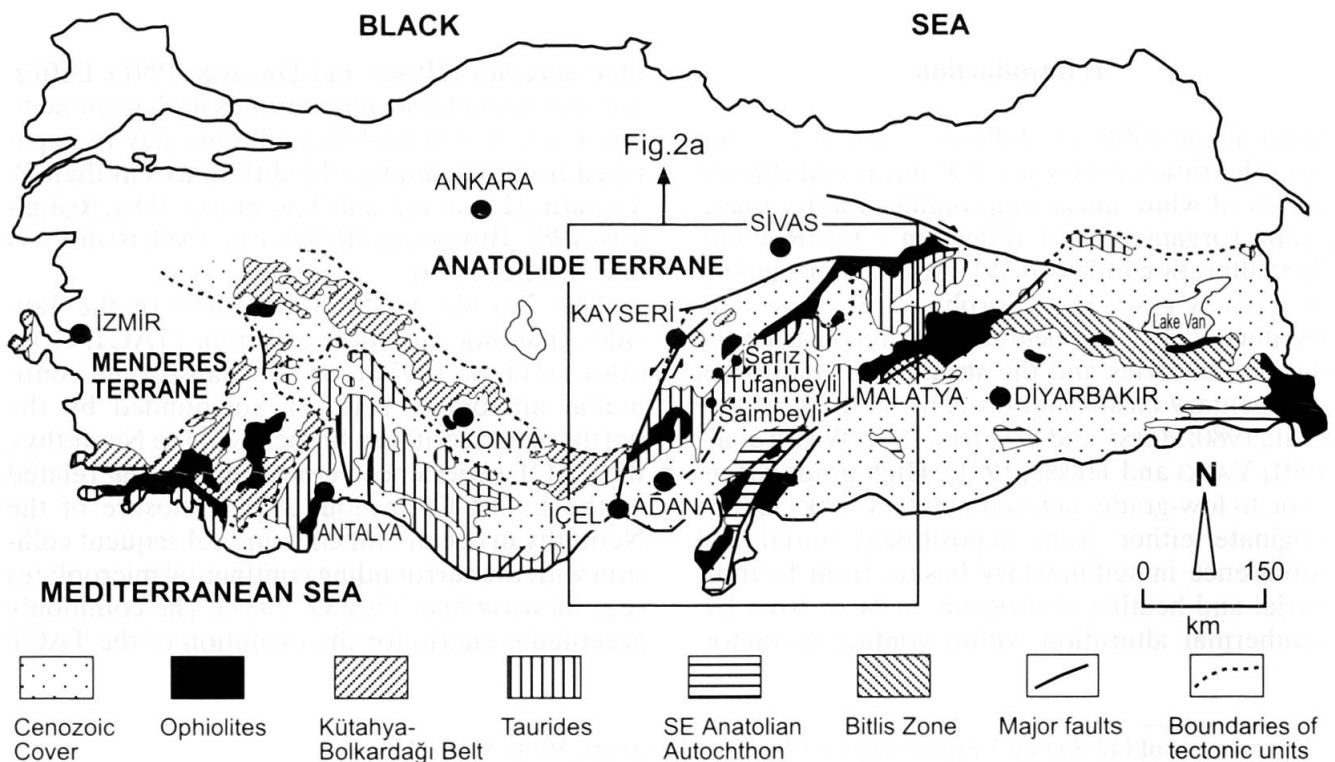 BLACK SEA
Fig.2a
ANKARA
SİVAS
ANATOLIDE TERRANE
KAYSERİ
İZMİR
Lake Van
MENDERES
TERRANE
Sarız
Tufanbeyli
Saimbeyli
MALATYA
DİYARBAKIR
KONYA
N
İÇEL
ADANA
ANTALYA
MEDITERRANEAN SEA
0 150
km
Cenozoic
Cover
Ophiolites
Kütahya-
Bolkardağı Belt
Taurides
SE Anatolian
Autochthon
Bitlis Zone
Major faults
Boundaries of
tectonic units